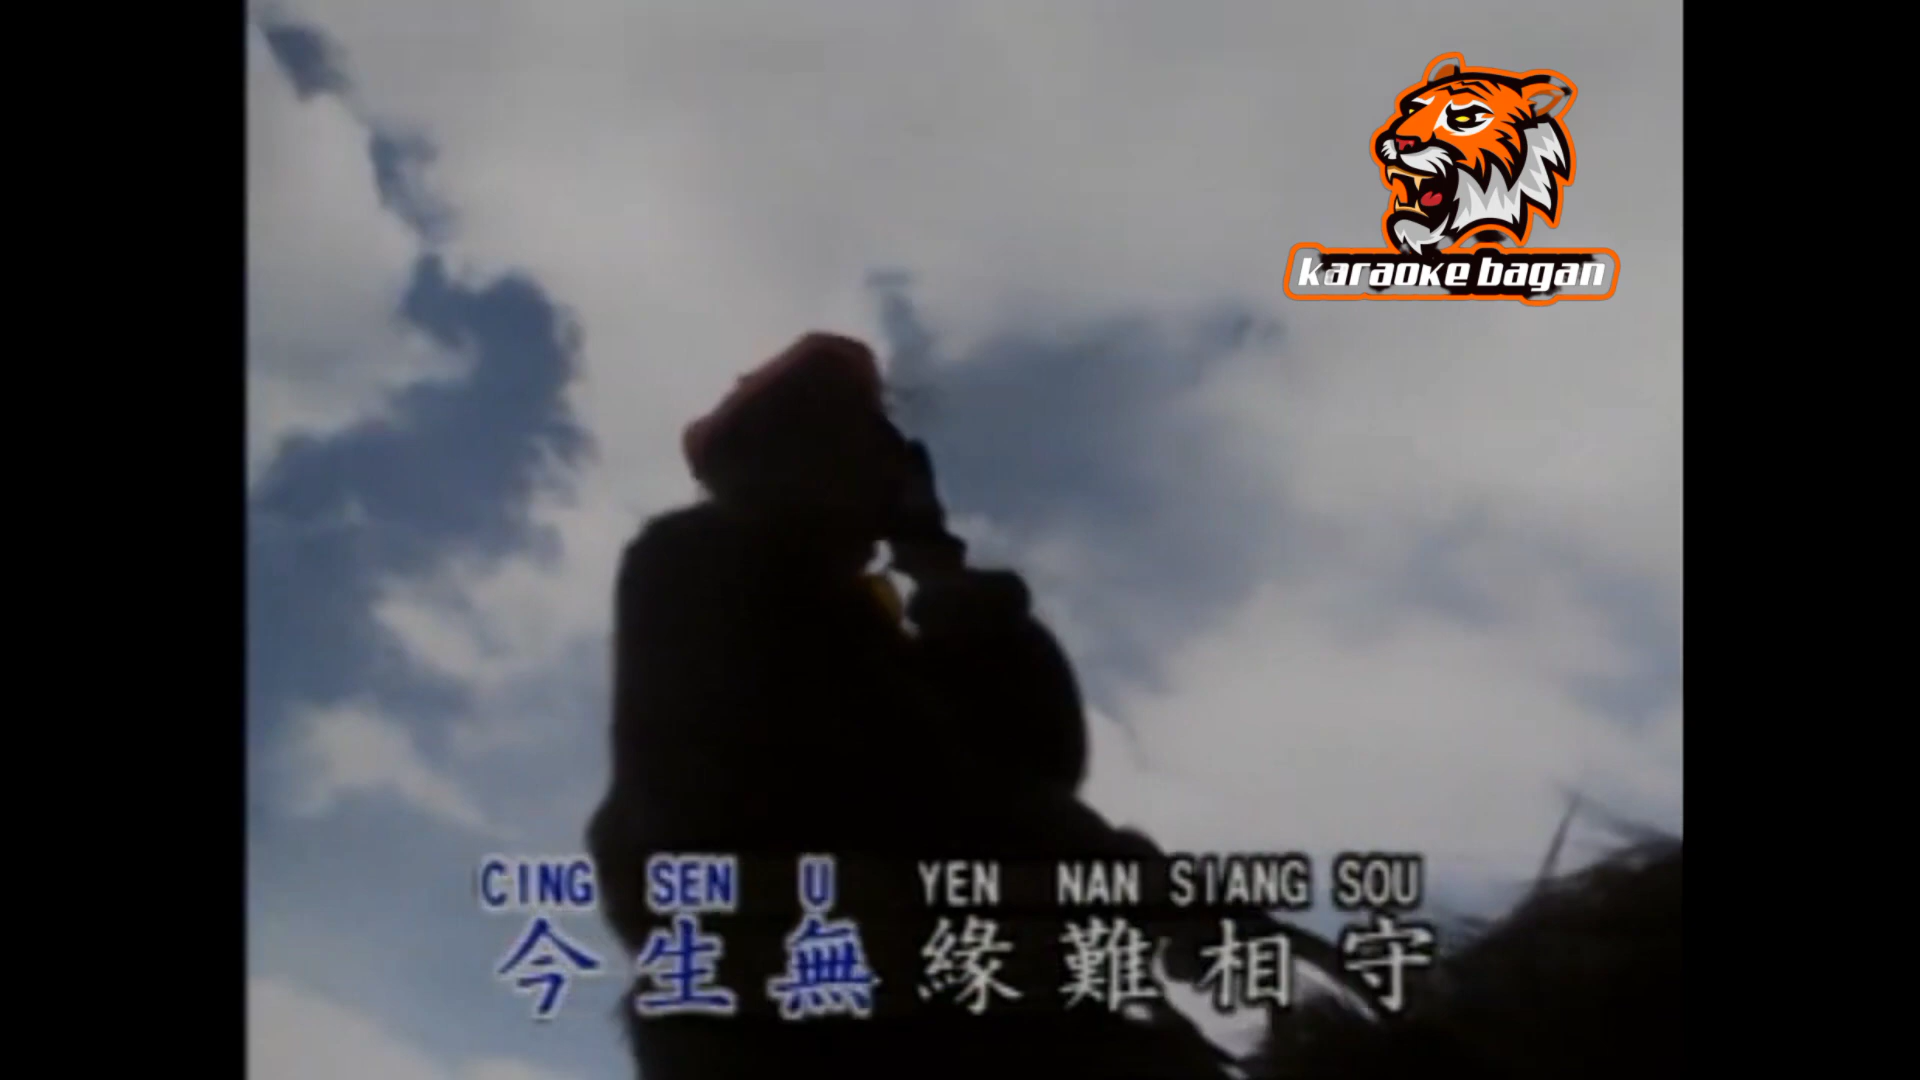 karaoke bagan
CING SEN U YEN NAN SIANG SOU
今生無緣難相守